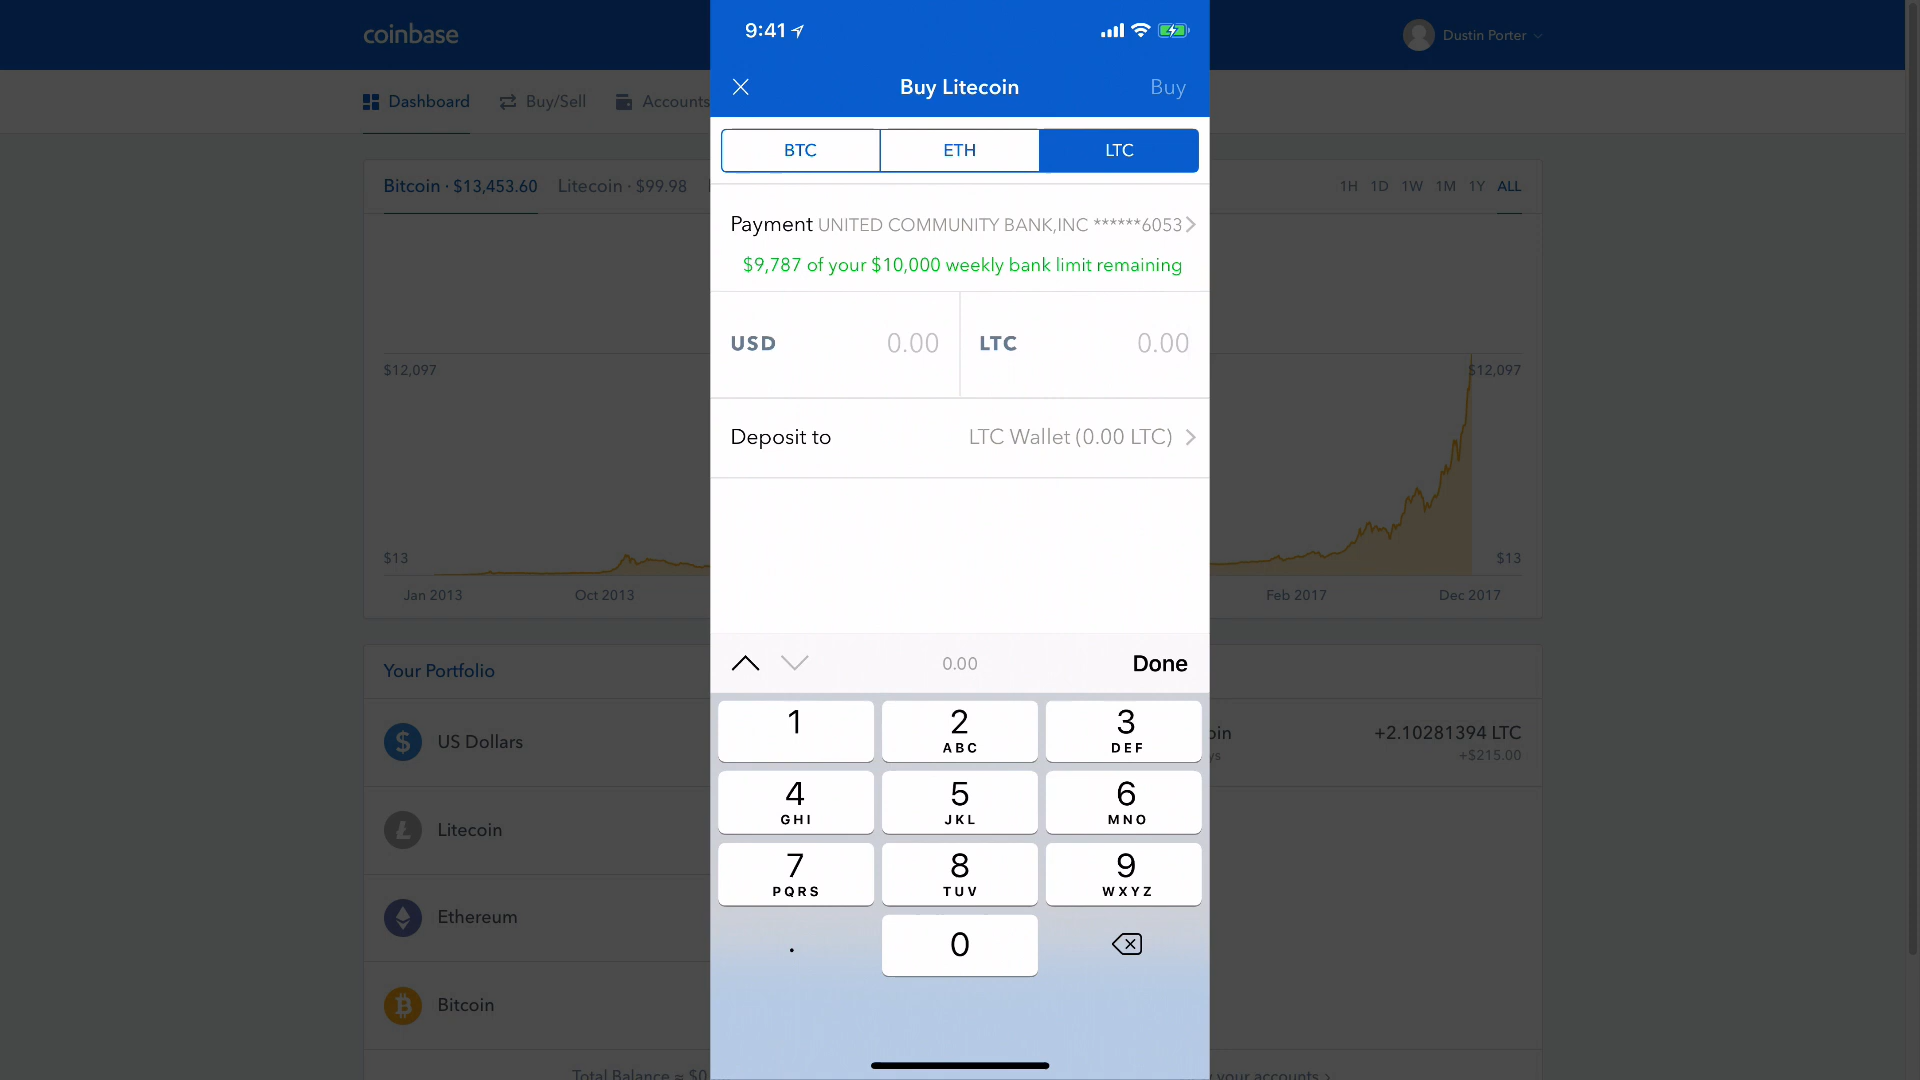 coinbase
Dustin Porter
Dashboard
Buy/Sell
Accounts
Bitcoin · $13,453.60
Litecoin · $99.98
1H 1D 1W 1M 1Y ALL
$12,097
$12,097
$13
$13
Jan 2013
Oct 2013
Feb 2017
Dec 2017
Your Portfolio
US Dollars
Litecoin
Ethereum
Bitcoin
+2.10281394 LTC
+$215.00
Total Balance ≈ $0
your accounts
9:41
Buy Litecoin
Buy
BTC
ETH
LTC
Payment UNITED COMMUNITY BANK,INC ******6053
$9,787 of your $10,000 weekly bank limit remaining
USD 0.00
LTC 0.00
Deposit to
LTC Wallet (0.00 LTC)
0.00
Done
1
2
ABC
3
DEF
4
GHI
5
JKL
6
MNO
7
PQRS
8
TUV
9
WXYZ
.
0